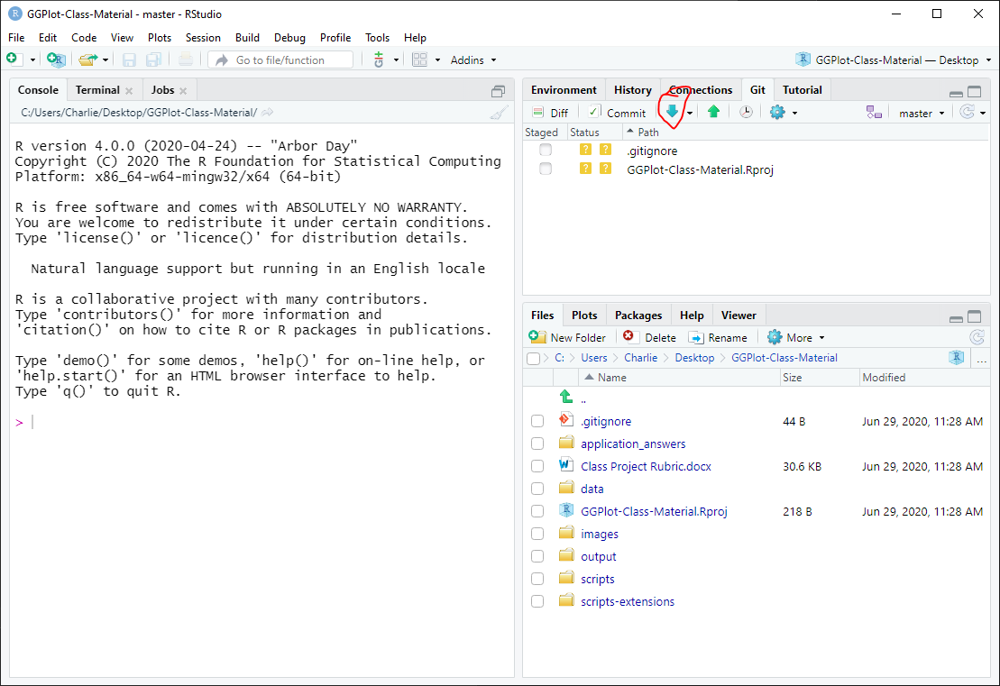 GGPlot-Class-Material - master - RStudio
File Edit Code View Plots Session Build Debug Profile Tools Help
Go to file/function Addins GGPlot-Class-Material — Desktop
Console Terminal Jobs
C:/Users/Charlie/Desktop/GGPlot-Class-Material/
R version 4.0.0 (2020-04-24) -- "Arbor Day"
Copyright (C) 2020 The R Foundation for Statistical Computing
Platform: x86_64-w64-mingw32/x64 (64-bit)
R is free software and comes with ABSOLUTELY NO WARRANTY.
You are welcome to redistribute it under certain conditions.
Type 'license()' or 'licence()' for distribution details.
Natural language support but running in an English locale
R is a collaborative project with many contributors.
Type 'contributors()' for more information and
'citation()' on how to cite R or R packages in publications.
Type 'demo()' for some demos, 'help()' for on-line help, or
'help.start()' for an HTML browser interface to help.
Type 'q()' to quit R.
>
Environment History Connections Git Tutorial
Diff Commit master
Staged Status Path
? ? .gitignore
? ? GGPlot-Class-Material.Rproj
Files Plots Packages Help Viewer
New Folder Delete Rename More
C: Users Charlie Desktop GGPlot-Class-Material ...
Name Size Modified
..
.gitignore 44 B Jun 29, 2020, 11:28 AM
application_answers
Class Project Rubric.docx 30.6 KB Jun 29, 2020, 11:28 AM
data
GGPlot-Class-Material.Rproj 218 B Jun 29, 2020, 11:28 AM
images
output
scripts
scripts-extensions